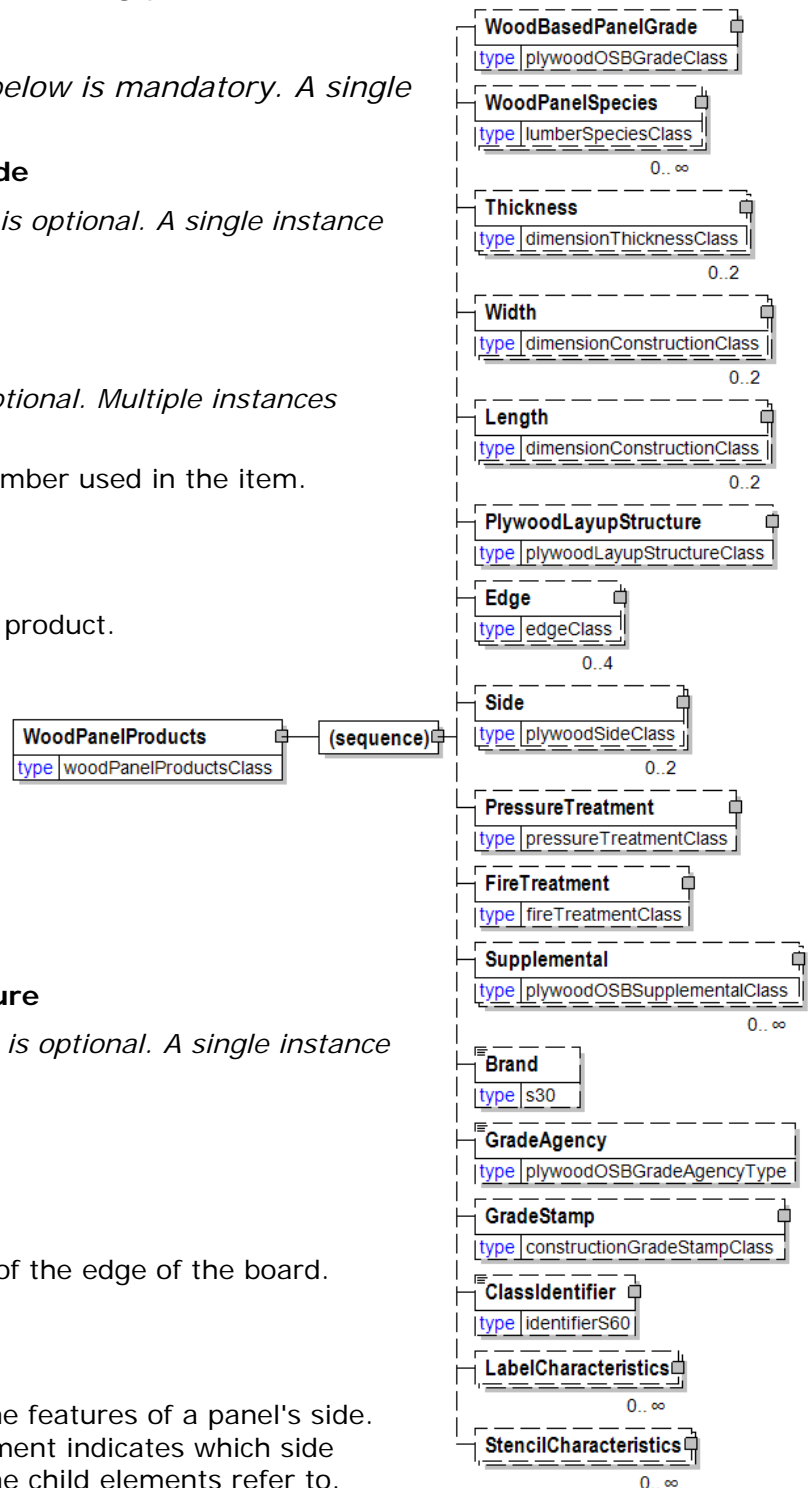 below is mandatory. A single
de
is optional. A single instance
ptional. Multiple instances
mber used in the item.
product.
ure
is optional. A single instance
of the edge of the board.
he features of a panel's side.
ment indicates which side
he child elements refer to.
WoodPanelProducts
type woodPanelProductsClass
(sequence)
WoodBasedPanelGrade
type plywoodOSBGradeClass
WoodPanelSpecies
type lumberSpeciesClass
0.. ∞
Thickness
type dimensionThicknessClass
0..2
Width
type dimensionConstructionClass
0..2
Length
type dimensionConstructionClass
0..2
PlywoodLayupStructure
type plywoodLayupStructureClass
Edge
type edgeClass
0..4
Side
type plywoodSideClass
0..2
PressureTreatment
type pressureTreatmentClass
FireTreatment
type fireTreatmentClass
Supplemental
type plywoodOSBSupplementalClass
0.. ∞
Brand
type s30
GradeAgency
type plywoodOSBGradeAgencyType
GradeStamp
type constructionGradeStampClass
ClassIdentifier
type identifierS60
LabelCharacteristics
0.. ∞
StencilCharacteristics
0.. ∞